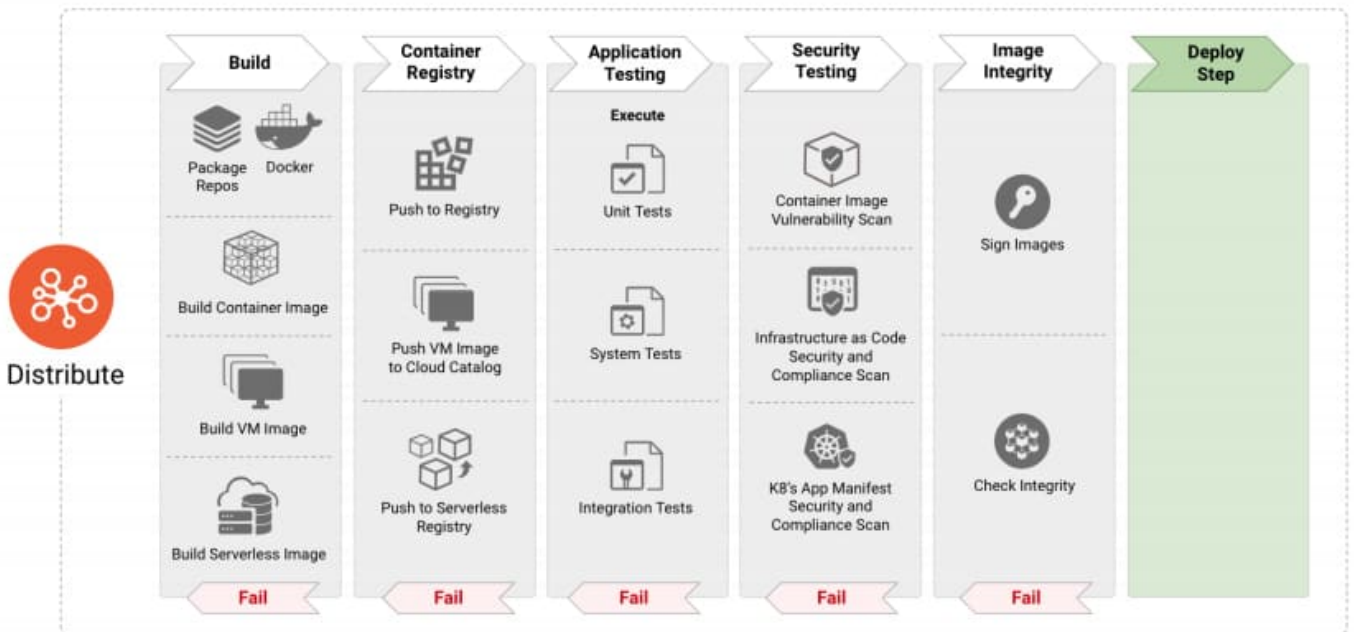 Distribute
Build
Package
Repos
Docker
Build Container Image
Build VM Image
Build Serverless Image
Fail
Container
Registry
Push to Registry
Push VM Image
to Cloud Catalog
Push to Serverless
Registry
Fail
Application
Testing
Execute
Unit Tests
System Tests
Integration Tests
Fail
Security
Testing
Container Image
Vulnerability Scan
Infrastructure as Code
Security and
Compliance Scan
K8's App Manifest
Security and
Compliance Scan
Fail
Image
Integrity
Sign Images
Check Integrity
Fail
Deploy
Step